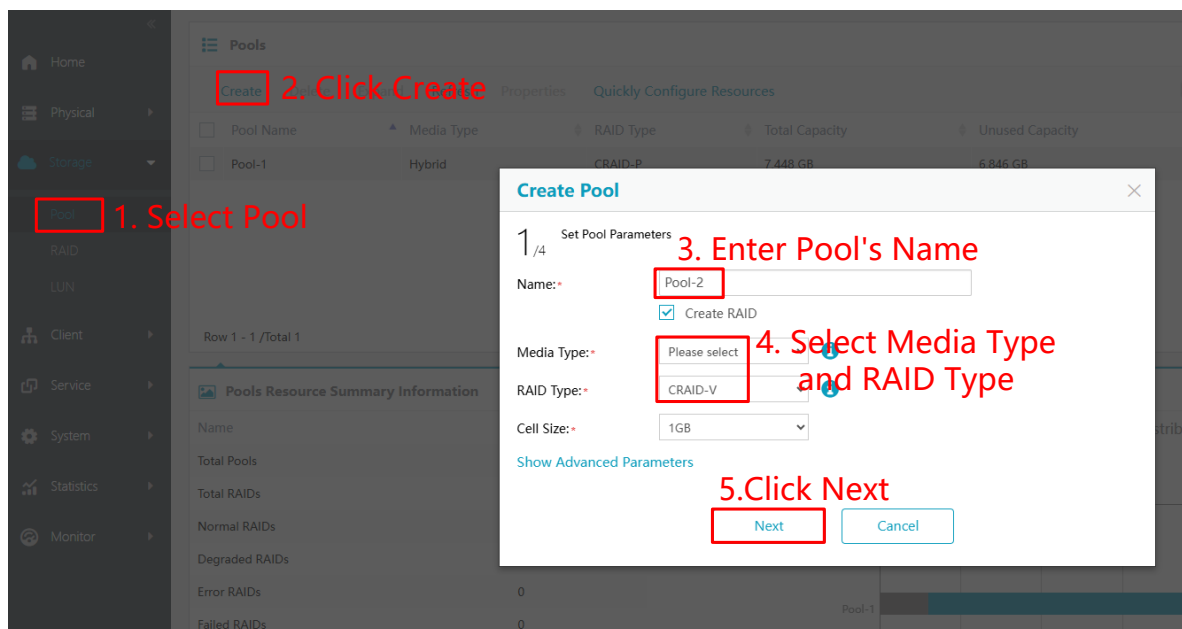 «
Pools
Home
Create Delete Expand Refresh Properties Quickly Configure Resources
2. Click Create
Physical
Pool Name Media Type RAID Type Total Capacity Unused Capacity
Storage
Pool-1 Hybrid CRAID-P 7,448 GB 6,846 GB
Create Pool
Pool
1. Select Pool
RAID
LUN
1/4 Set Pool Parameters
3. Enter Pool's Name
Name:* Pool-2
Create RAID
Client
Row 1 - 1 /Total 1
Media Type:* Please select
4. Select Media Type
and RAID Type
Service
Pools Resource Summary Information
RAID Type:* CRAID-V
System
Name
Cell Size:* 1GB
Total Pools
Show Advanced Parameters
Statistics
Total RAIDs
5.Click Next
Normal RAIDs
Next Cancel
Monitor
Degraded RAIDs
Error RAIDs 0
Pool-1
Failed RAIDs 0